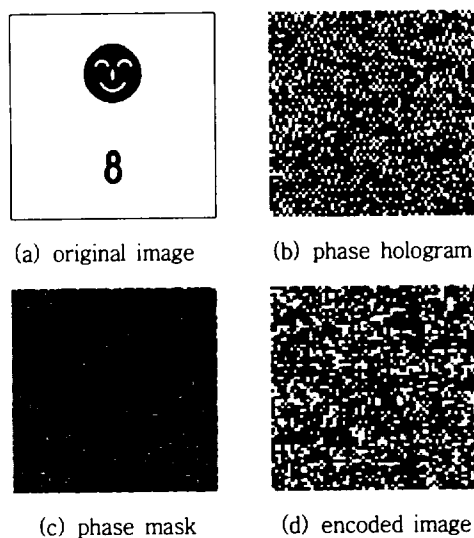 8
(a) original image
(b) phase hologram
(c) phase mask
(d) encoded image